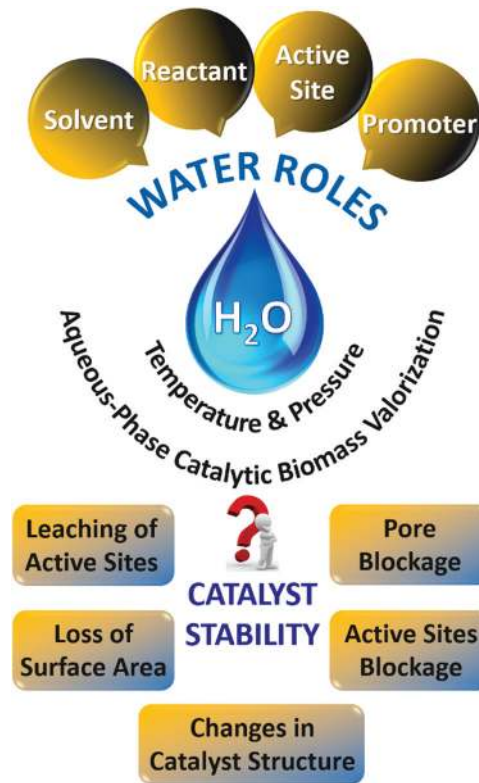 Solvent
Reactant
Active
Site
Promoter
WATER ROLES
H₂O
Temperature & Pressure
Aqueous-Phase Catalytic Biomass Valorization
?
Leaching of
Active Sites
Pore
Blockage
CATALYST
STABILITY
Loss of
Surface Area
Active Sites
Blockage
Changes in
Catalyst Structure